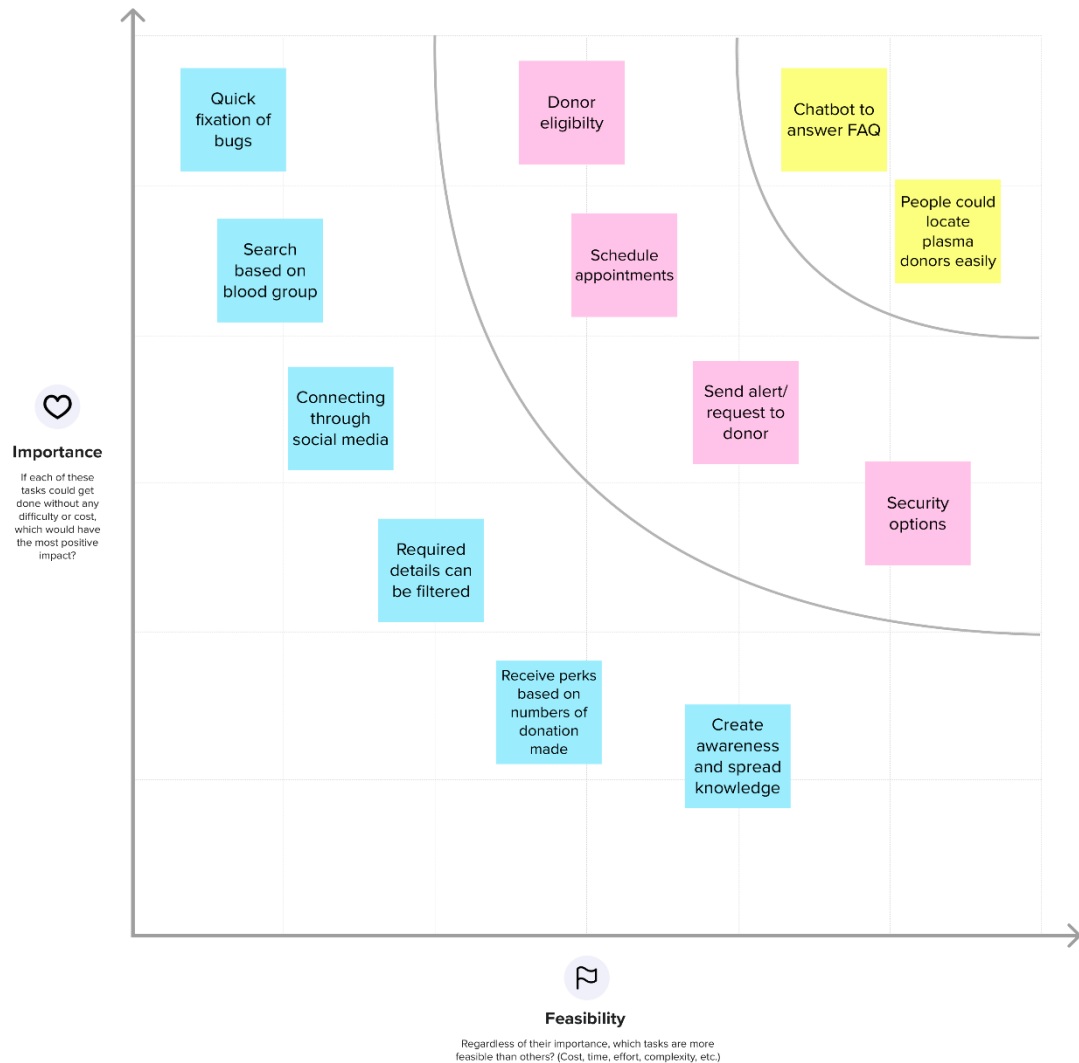 Quick
fixation of
bugs
Donor
eligibilty
Chatbot to
answer FAQ
People could
locate
plasma
donors easily
Search
based on
blood group
Schedule
appointments
Connecting
through
social media
Send alert/
request to
donor
Security
options
Required
details can
be filtered
Receive perks
based on
numbers of
donation
made
Create
awareness
and spread
knowledge
Importance
If each of these
tasks could get
done without any
difficulty or cost,
which would have
the most positive
impact?
Feasibility
Regardless of their importance, which tasks are more
feasible than others? (Cost, time, effort, complexity, etc.)